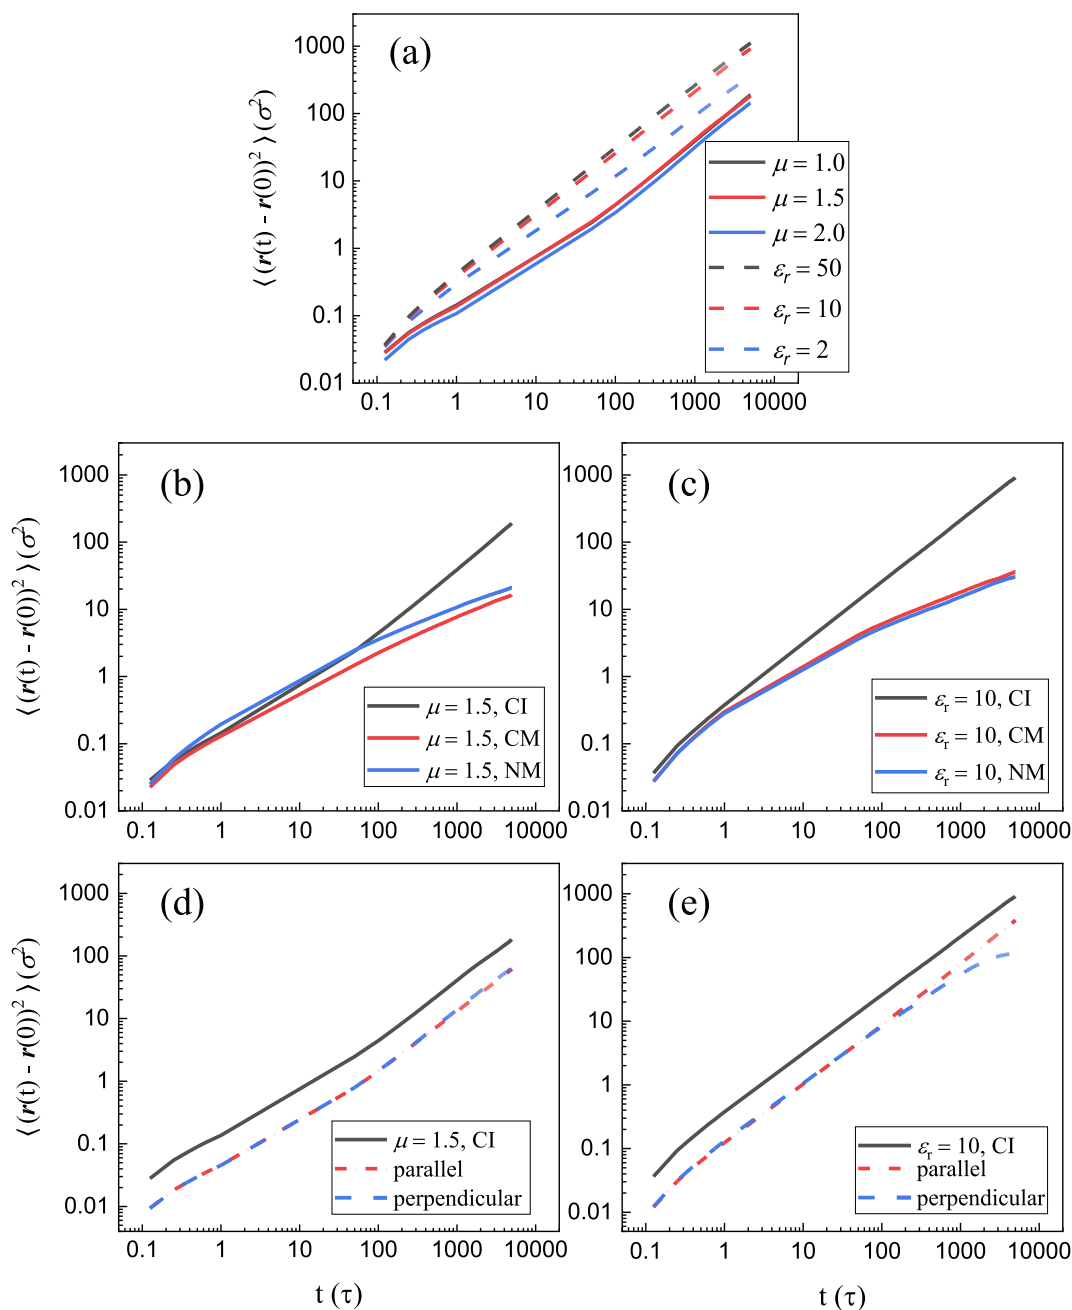 (a)
1000
100
10
1
0.1
0.01
⟨(r(t) - r(0))² ⟩(σ²)
0.1 1 10 100 1000 10000
μ = 1.0
μ = 1.5
μ = 2.0
εr = 50
εr = 10
εr = 2
(b)
1000
100
10
1
0.1
0.01
⟨(r(t) - r(0))² ⟩(σ²)
0.1 1 10 100 1000 10000
μ = 1.5, CI
μ = 1.5, CM
μ = 1.5, NM
(c)
1000
100
10
1
0.1
0.01
0.1 1 10 100 1000 10000
εr = 10, CI
εr = 10, CM
εr = 10, NM
(d)
1000
100
10
1
0.1
0.01
⟨(r(t) - r(0))² ⟩(σ²)
0.1 1 10 100 1000 10000
μ = 1.5, CI
parallel
perpendicular
t (τ)
(e)
1000
100
10
1
0.1
0.01
0.1 1 10 100 1000 10000
εr = 10, CI
parallel
perpendicular
t (τ)